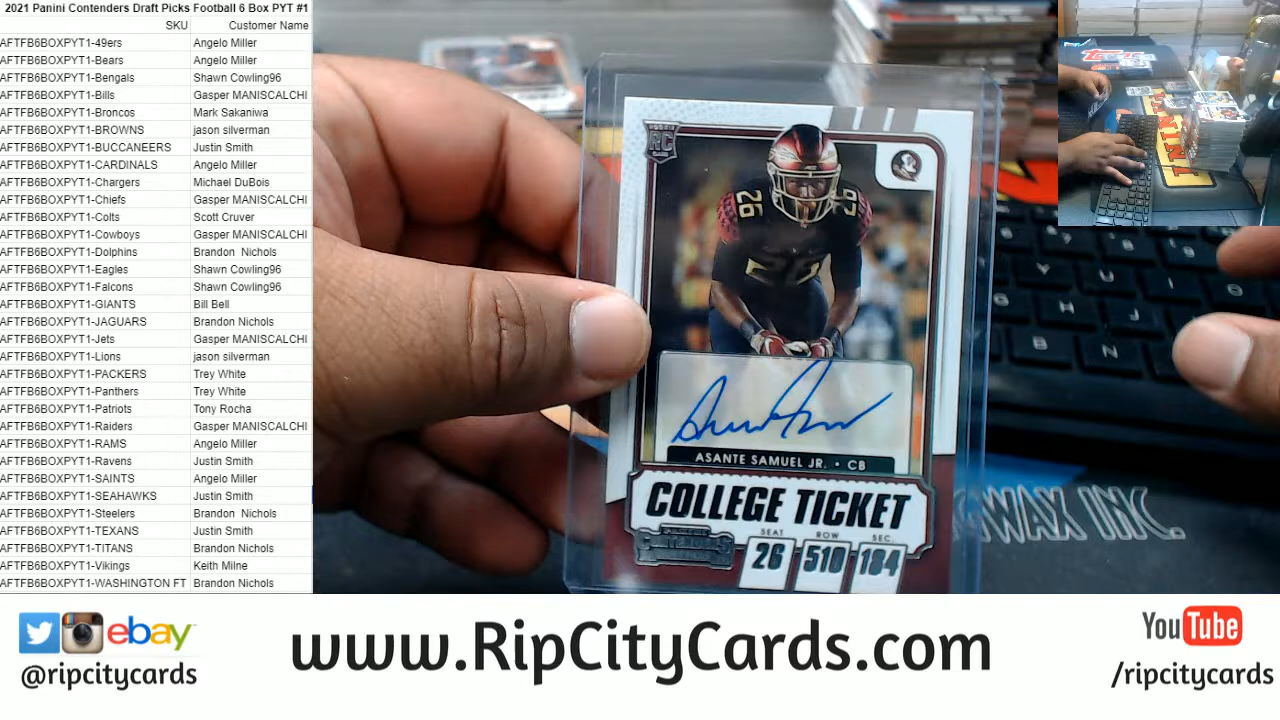 2021 Panini Contenders Draft Picks Football 6 Box PYT #1
SKU Customer Name
AFTFB6BOXPYT1-49ers Angelo Miller
AFTFB6BOXPYT1-Bears Angelo Miller
AFTFB6BOXPYT1-Bengals Shawn Cowling96
AFTFB6BOXPYT1-Bills Gasper MANISCALCHI
AFTFB6BOXPYT1-Broncos Mark Sakaniwa
AFTFB6BOXPYT1-BROWNS jason silverman
AFTFB6BOXPYT1-BUCCANEERS Justin Smith
AFTFB6BOXPYT1-CARDINALS Angelo Miller
AFTFB6BOXPYT1-Chargers Michael DuBois
AFTFB6BOXPYT1-Chiefs Gasper MANISCALCHI
AFTFB6BOXPYT1-Colts Scott Cruver
AFTFB6BOXPYT1-Cowboys Gasper MANISCALCHI
AFTFB6BOXPYT1-Dolphins Brandon Nichols
AFTFB6BOXPYT1-Eagles Shawn Cowling96
AFTFB6BOXPYT1-Falcons Shawn Cowling96
AFTFB6BOXPYT1-GIANTS Bill Bell
AFTFB6BOXPYT1-JAGUARS Brandon Nichols
AFTFB6BOXPYT1-Jets Gasper MANISCALCHI
AFTFB6BOXPYT1-Lions jason silverman
AFTFB6BOXPYT1-PACKERS Trey White
AFTFB6BOXPYT1-Panthers Trey White
AFTFB6BOXPYT1-Patriots Tony Rocha
AFTFB6BOXPYT1-Raiders Gasper MANISCALCHI
AFTFB6BOXPYT1-RAMS Angelo Miller
AFTFB6BOXPYT1-Ravens Justin Smith
AFTFB6BOXPYT1-SAINTS Angelo Miller
AFTFB6BOXPYT1-SEAHAWKS Justin Smith
AFTFB6BOXPYT1-Steelers Brandon Nichols
AFTFB6BOXPYT1-TEXANS Justin Smith
AFTFB6BOXPYT1-TITANS Brandon Nichols
AFTFB6BOXPYT1-Vikings Keith Milne
AFTFB6BOXPYT1-WASHINGTON FT Brandon Nichols
RC
26 26
26
ASANTE SAMUEL JR. • CB
COLLEGE TICKET
CONTENDERS
SEAT ROW SEC.
26 510 184
WAX INC.
PANINI
ebay
@ripcitycards
www.RipCityCards.com
YouTube
/ripcitycards